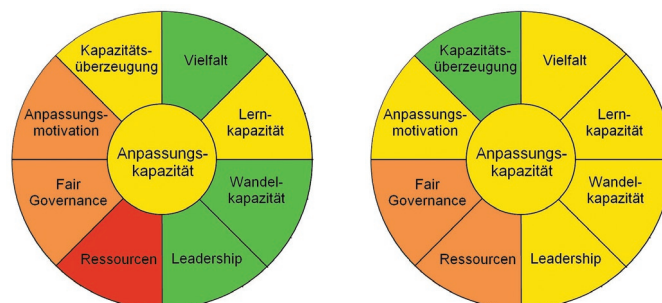 Kapazitäts-
überzeugung
Vielfalt
Anpassungs-
motivation
Lern-
kapazität
Anpassungs-
kapazität
Fair
Governance
Wandel-
kapazität
Ressourcen
Leadership
Kapazitäts-
überzeugung
Vielfalt
Anpassungs-
motivation
Lern-
kapazität
Anpassungs-
kapazität
Fair
Governance
Wandel-
kapazität
Ressourcen
Leadership